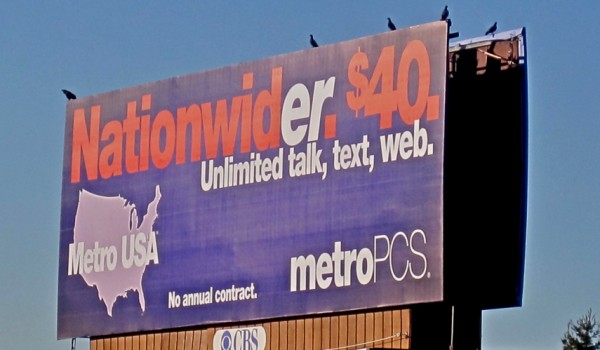 Nationwider. $40.
Unlimited talk, text, web.
Metro USA
metroPCS.
No annual contract.
CBS